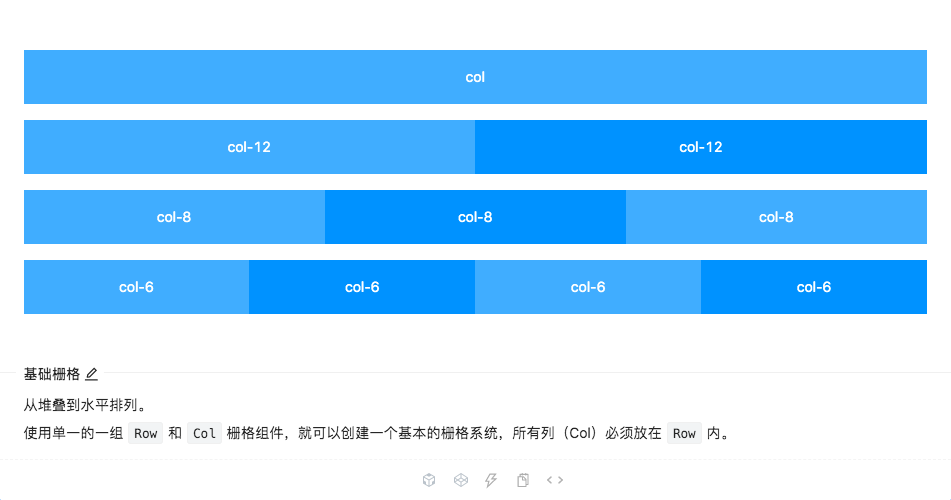 col
col-12 col-12
col-8 col-8 col-8
col-6 col-6 col-6 col-6
基础栅格
从堆叠到水平排列。
使用单一的一组 Row 和 Col 栅格组件，就可以创建一个基本的栅格系统，所有列（Col）必须放在 Row 内。